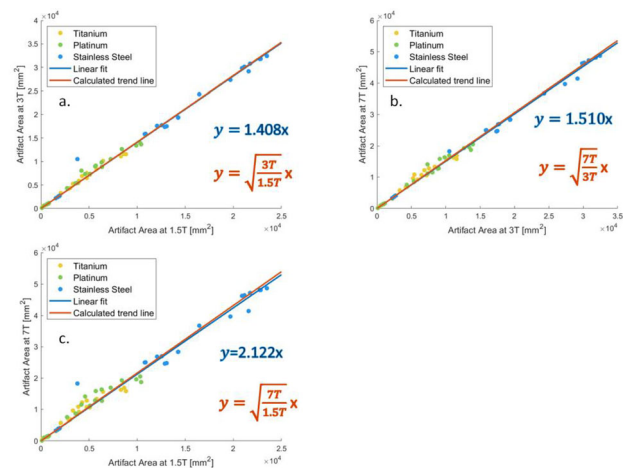 ×10⁴
4
3.5
3
2.5
2
1.5
1
0.5
0
Artifact Area at 3T [mm²]
Titanium
Platinum
Stainless Steel
Linear fit
Calculated trend line
a.
y = 1.408x
y = √(3T/1.5T) x
0 0.5 1 1.5 2 2.5
Artifact Area at 1.5T [mm²] ×10⁴
×10⁴
7
6
5
4
3
2
1
0
Artifact Area at 7T [mm²]
Titanium
Platinum
Stainless Steel
Linear fit
Calculated trend line
b.
y = 1.510x
y = √(7T/3T) x
0 0.5 1 1.5 2 2.5 3 3.5
Artifact Area at 3T [mm²] ×10⁴
×10⁴
6
5
4
3
2
1
0
Artifact Area at 7T [mm²]
Titanium
Platinum
Stainless Steel
Linear fit
Calculated trend line
c.
y=2.122x
y = √(7T/1.5T) x
0 0.5 1 1.5 2 2.5
Artifact Area at 1.5T [mm²] ×10⁴